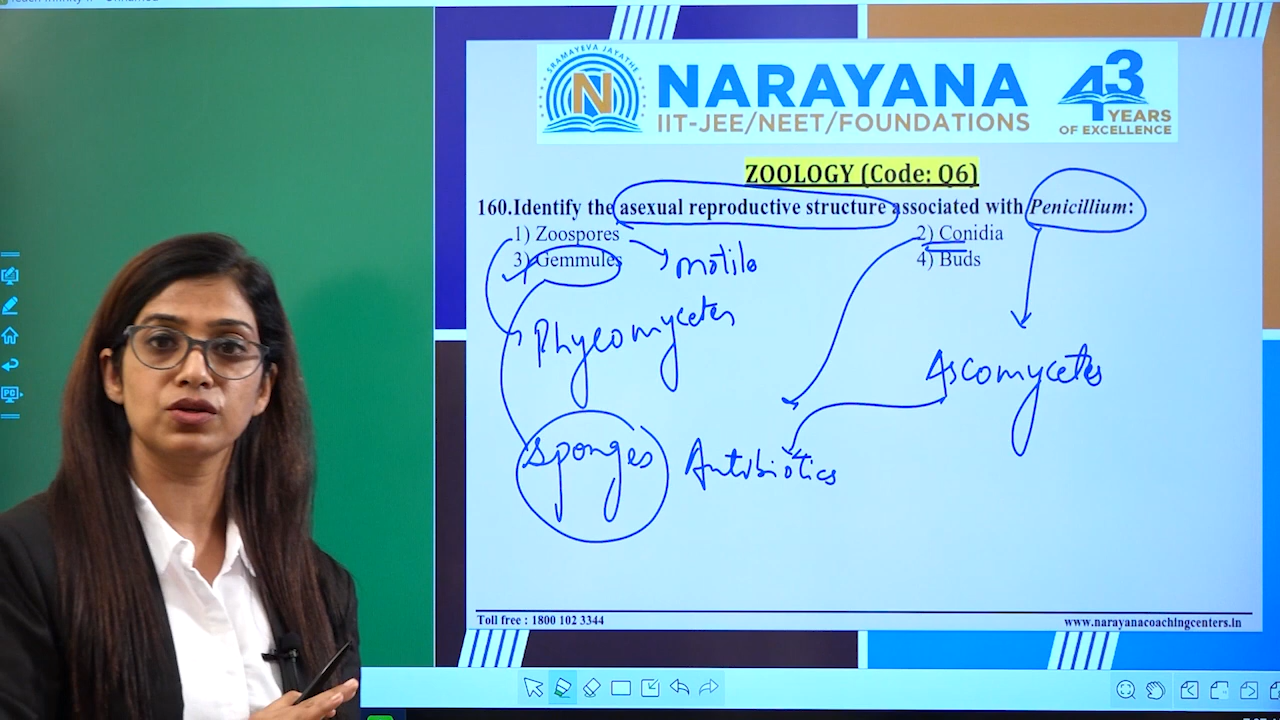 SRAMAYEVA JAYATHE
N
NARAYANA
IIT-JEE/NEET/FOUNDATIONS
43
YEARS
OF EXCELLENCE
ZOOLOGY (Code: Q6)
160.Identify the asexual reproductive structure associated with Penicillium:
1) Zoospores 2) Conidia
3) Gemmules 4) Buds
motile
Phycomycetes
Ascomycetes
Sponges Antibiotics
Toll free : 1800 102 3344 www.narayanacoachingcenters.in